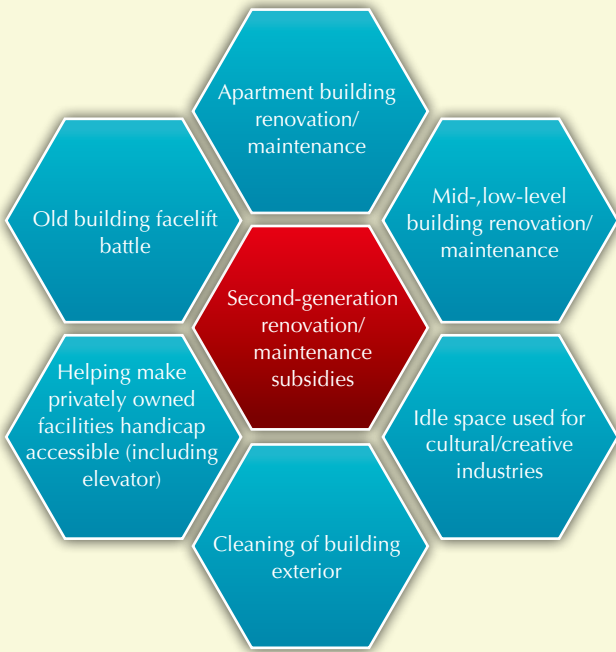 Apartment building
renovation/
maintenance
Old building facelift
battle
Mid-,low-level
building renovation/
maintenance
Second-generation
renovation/
maintenance
subsidies
Helping make
privately owned
facilities handicap
accessible (including
elevator)
Idle space used for
cultural/creative
industries
Cleaning of building
exterior